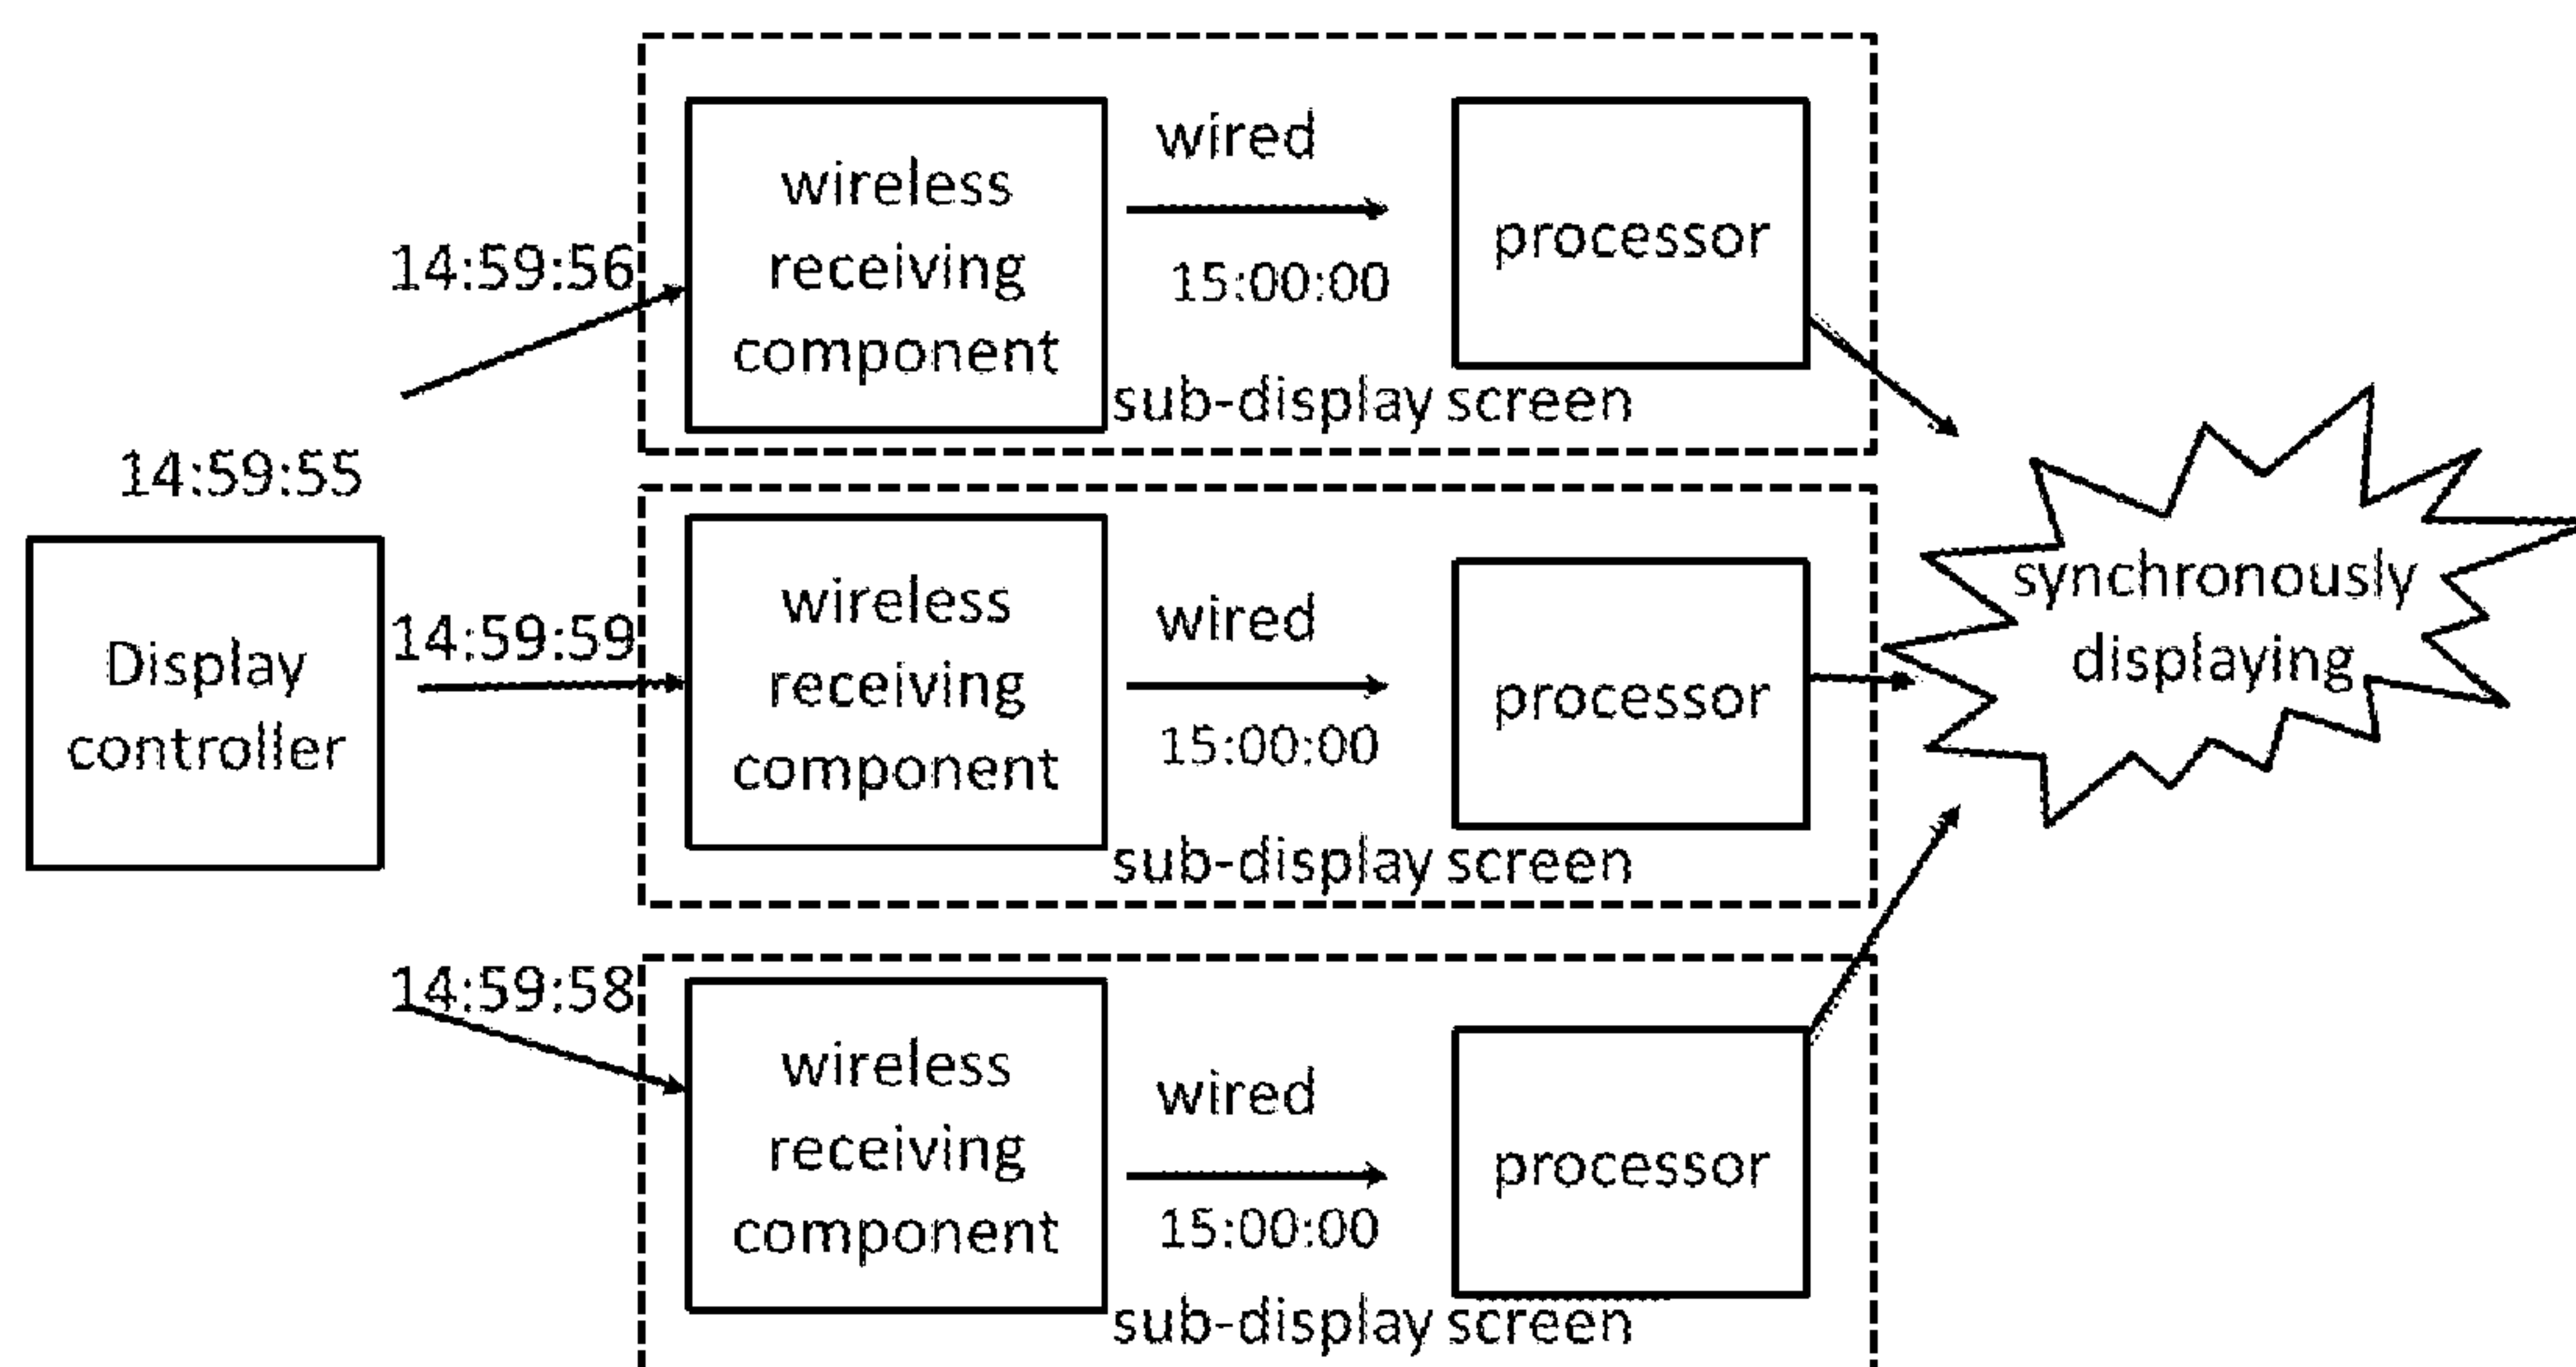 14:59:55
Display
controller
14:59:56
wireless
receiving
component
wired
15:00:00
processor
sub-display screen
14:59:59
wireless
receiving
component
wired
15:00:00
processor
sub-display screen
14:59:58
wireless
receiving
component
wired
15:00:00
processor
sub-display screen
synchronously
displaying